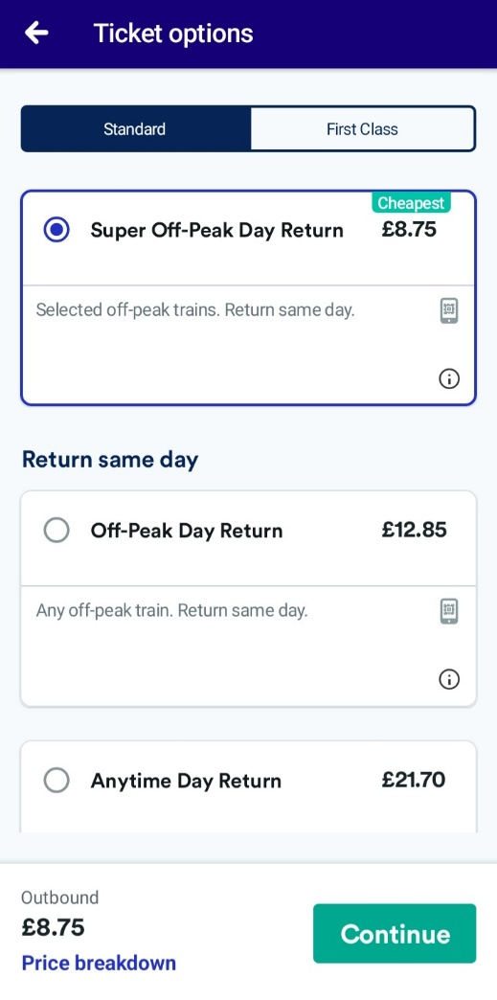 Ticket options
Standard
First Class
Cheapest
Super Off-Peak Day Return £8.75
Selected off-peak trains. Return same day.
Return same day
Off-Peak Day Return £12.85
Any off-peak train. Return same day.
Anytime Day Return £21.70
Outbound
£8.75
Price breakdown
Continue